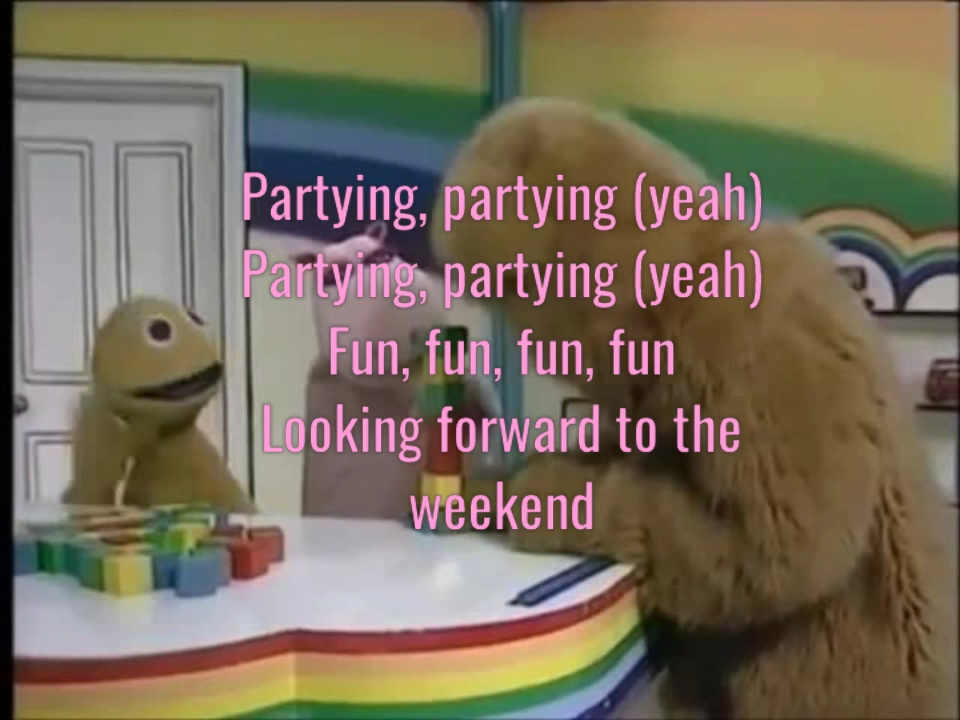 Partying, partying (yeah)
Partying, partying (yeah)
Fun, fun, fun, fun
Looking forward to the
weekend